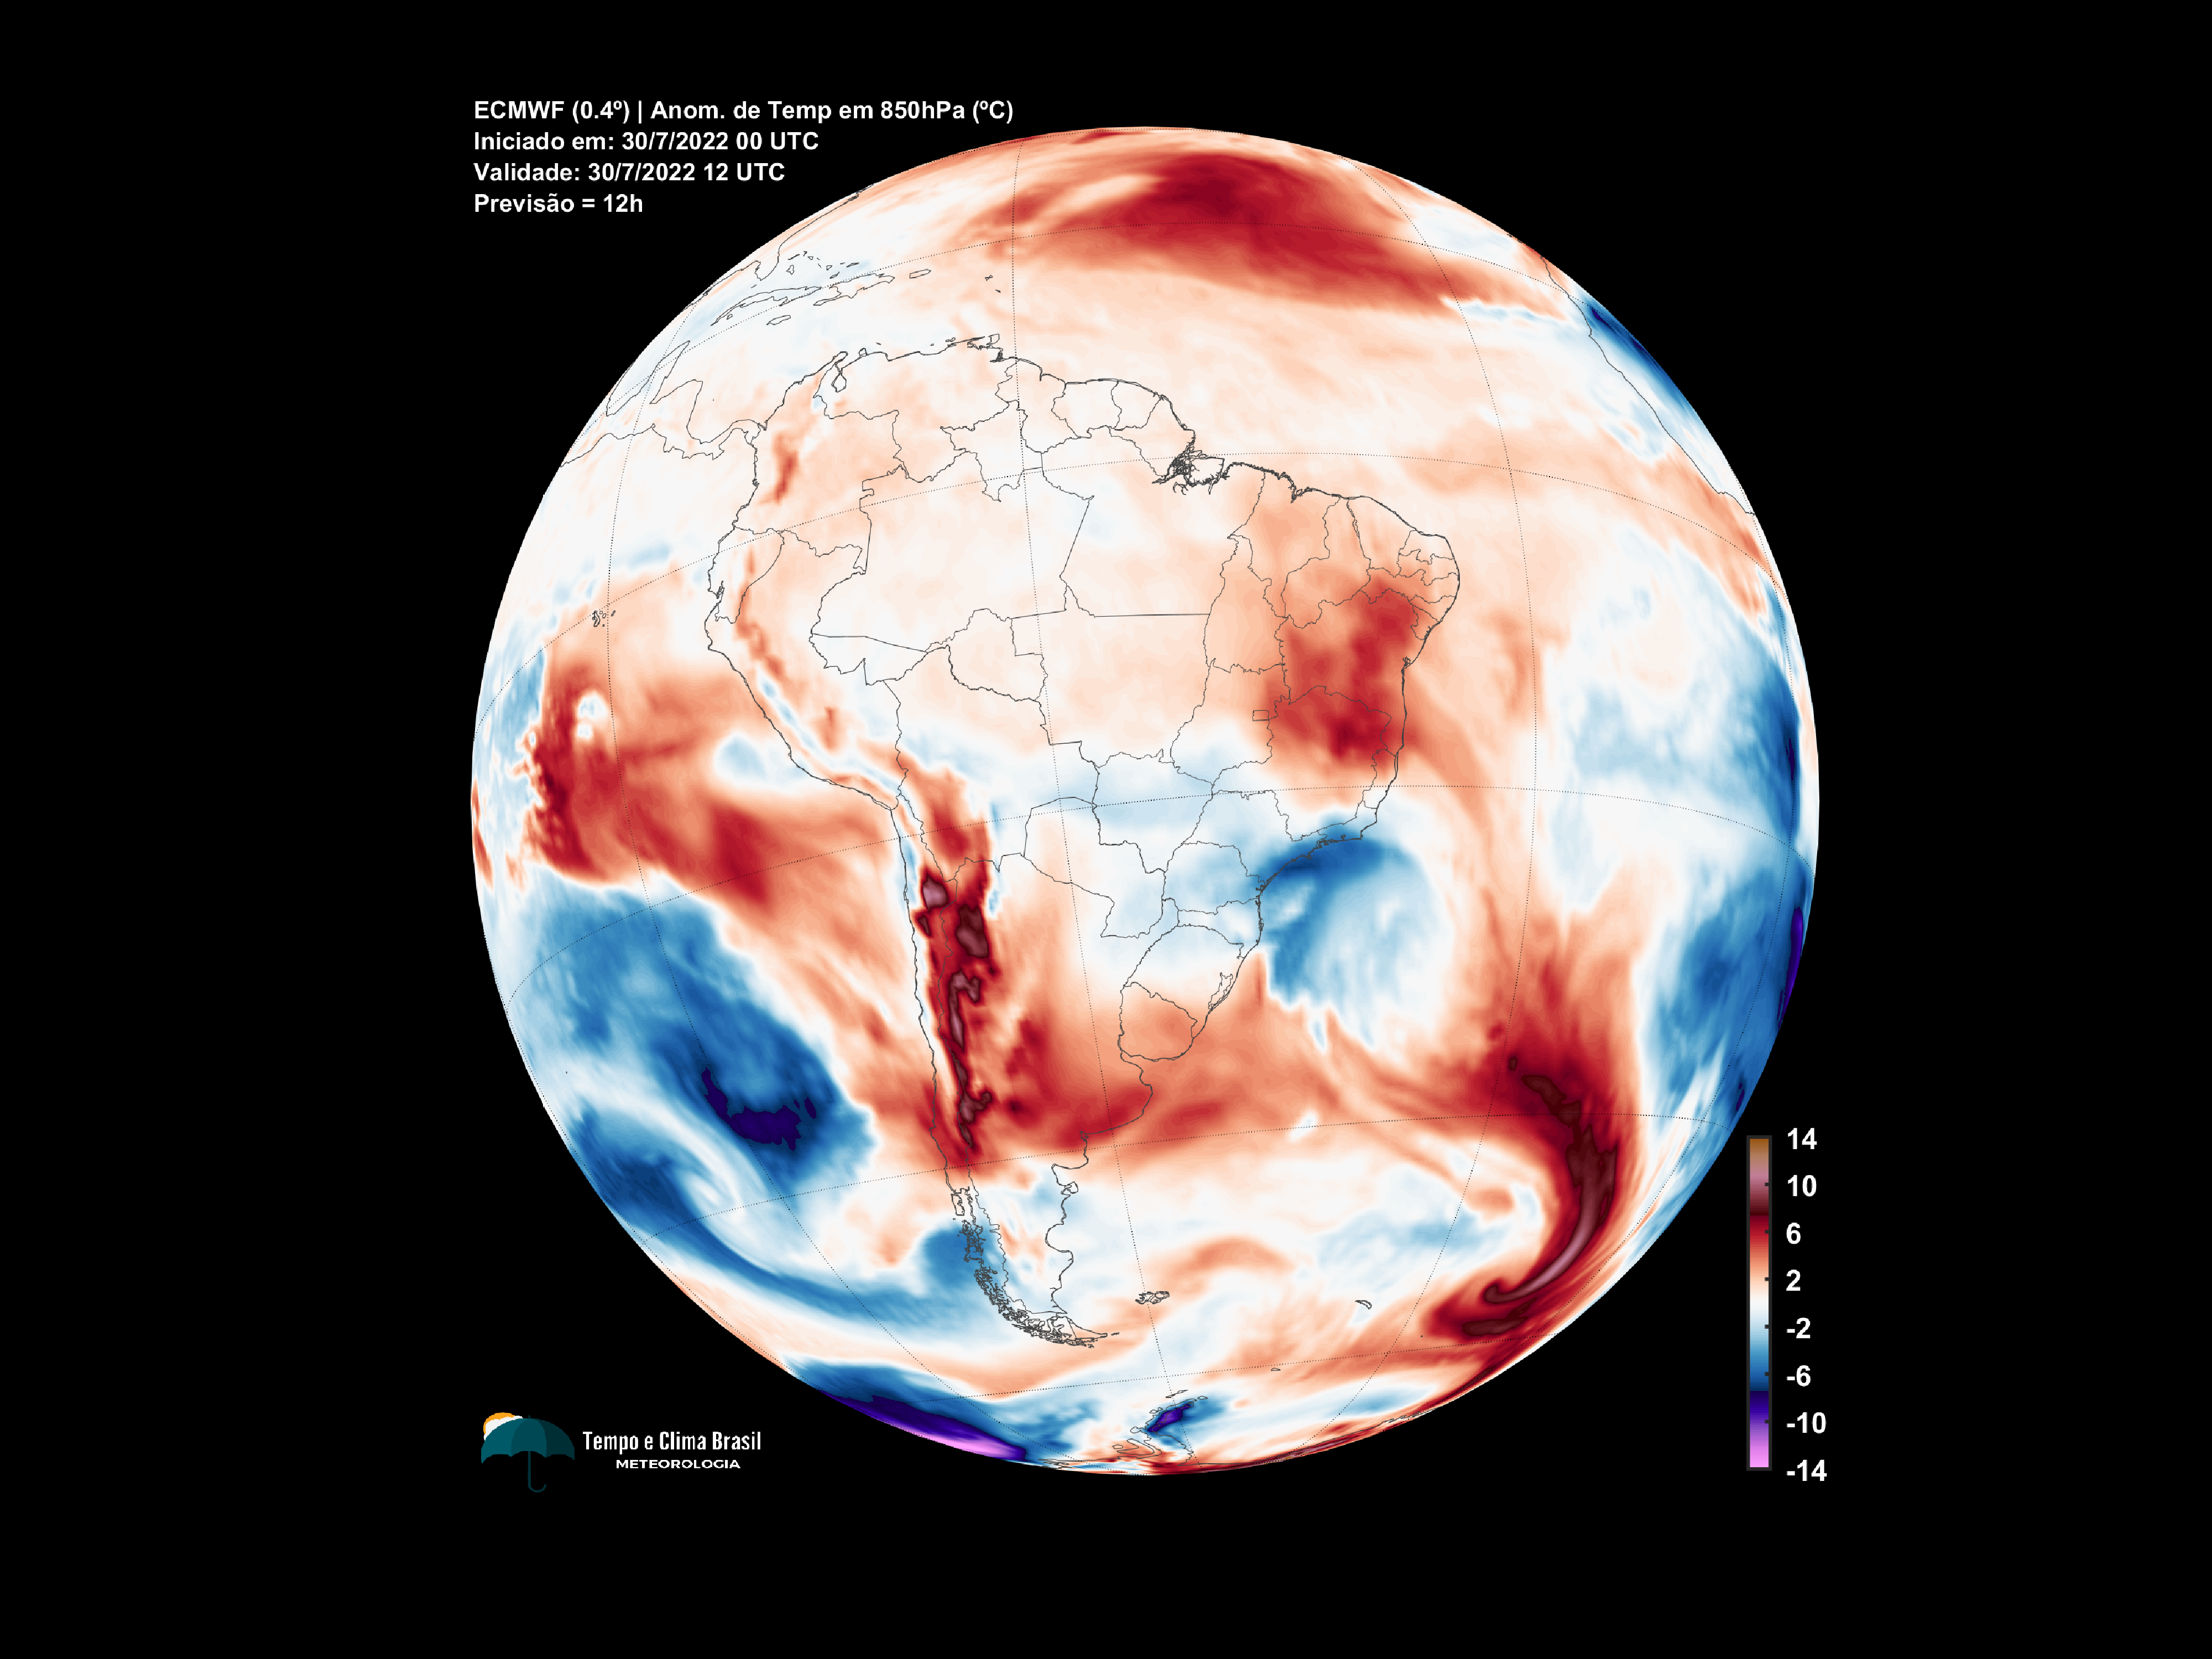 ECMWF (0.4º) | Anom. de Temp em 850hPa (ºC)
Iniciado em: 30/7/2022 00 UTC
Validade: 30/7/2022 12 UTC
Previsão = 12h
14
10
6
2
-2
-6
-10
-14
Tempo e Clima Brasil
METEOROLOGIA